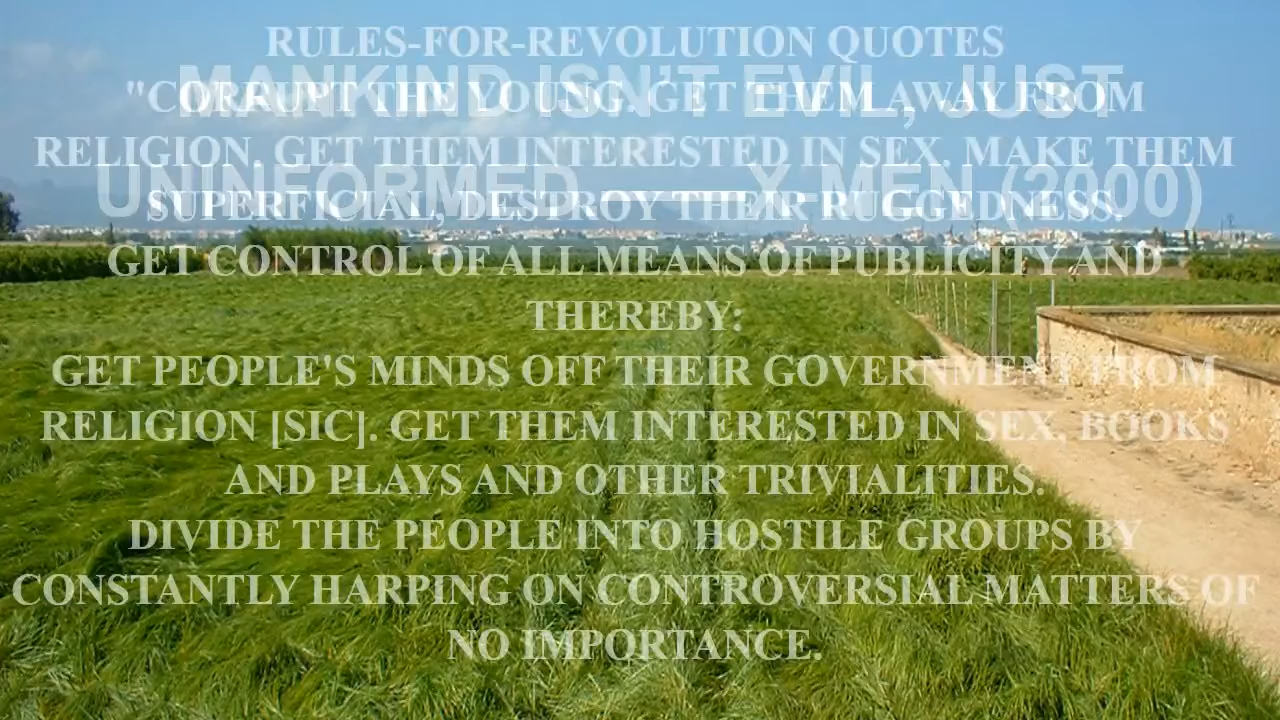 RULES-FOR-REVOLUTION QUOTES
MANKIND ISN'T EVIL, JUST
"CORRUPT THE YOUNG. GET THEM AWAY FROM
RELIGION. GET THEM INTERESTED IN SEX. MAKE THEM
UNINFORMED. —— X-MEN (2000)
SUPERFICIAL, DESTROY THEIR RUGGEDNESS.
GET CONTROL OF ALL MEANS OF PUBLICITY AND
THEREBY:
GET PEOPLE'S MINDS OFF THEIR GOVERNMENT FROM
RELIGION [SIC]. GET THEM INTERESTED IN SEX, BOOKS
AND PLAYS AND OTHER TRIVIALITIES.
DIVIDE THE PEOPLE INTO HOSTILE GROUPS BY
CONSTANTLY HARPING ON CONTROVERSIAL MATTERS OF
NO IMPORTANCE.